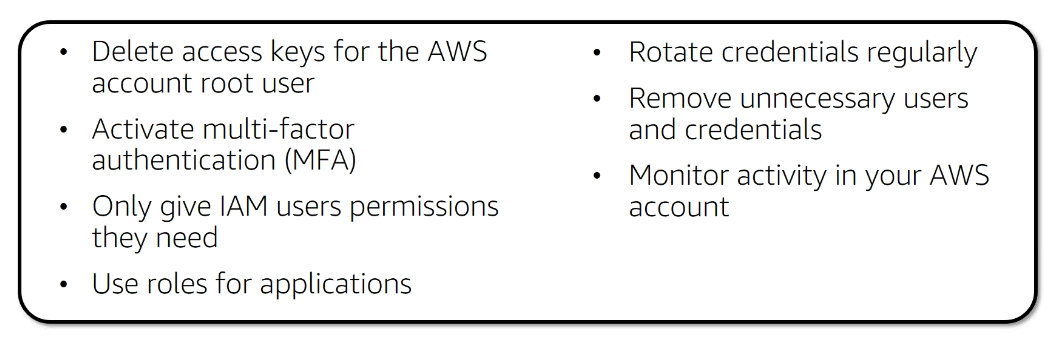 • Delete access keys for the AWS
account root user
• Activate multi-factor
authentication (MFA)
• Only give IAM users permissions
they need
• Use roles for applications
• Rotate credentials regularly
• Remove unnecessary users
and credentials
• Monitor activity in your AWS
account